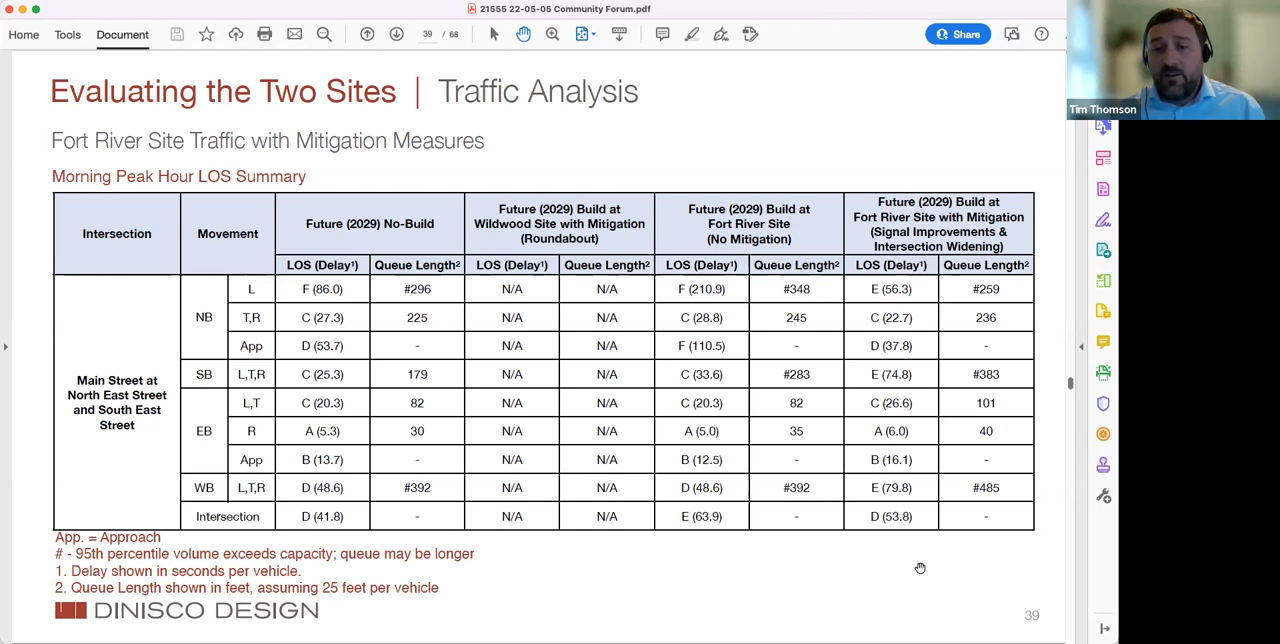 21555 22-05-05 Community Forum.pdf
Home Tools Document 39 / 68 Share
Tim Thomson
Evaluating the Two Sites | Traffic Analysis
Fort River Site Traffic with Mitigation Measures
Morning Peak Hour LOS Summary
Intersection Movement Future (2029) No-Build Future (2029) Build at Wildwood Site with Mitigation (Roundabout) Future (2029) Build at Fort River Site (No Mitigation) Future (2029) Build at Fort River Site with Mitigation (Signal Improvements & Intersection Widening)
LOS (Delay¹) Queue Length² LOS (Delay¹) Queue Length² LOS (Delay¹) Queue Length² LOS (Delay¹) Queue Length²
Main Street at North East Street and South East Street
NB L F (86.0) #296 N/A N/A F (210.9) #348 E (56.3) #259
T,R C (27.3) 225 N/A N/A C (28.8) 245 C (22.7) 236
App D (53.7) - N/A N/A F (110.5) - D (37.8) -
SB L,T,R C (25.3) 179 N/A N/A C (33.6) #283 E (74.8) #383
EB L,T C (20.3) 82 N/A N/A C (20.3) 82 C (26.6) 101
R A (5.3) 30 N/A N/A A (5.0) 35 A (6.0) 40
App B (13.7) - N/A N/A B (12.5) - B (16.1) -
WB L,T,R D (48.6) #392 N/A N/A D (48.6) #392 E (79.8) #485
Intersection D (41.8) - N/A N/A E (63.9) - D (53.8) -
App. = Approach
# - 95th percentile volume exceeds capacity; queue may be longer
1. Delay shown in seconds per vehicle.
2. Queue Length shown in feet, assuming 25 feet per vehicle
DINISCO DESIGN
39